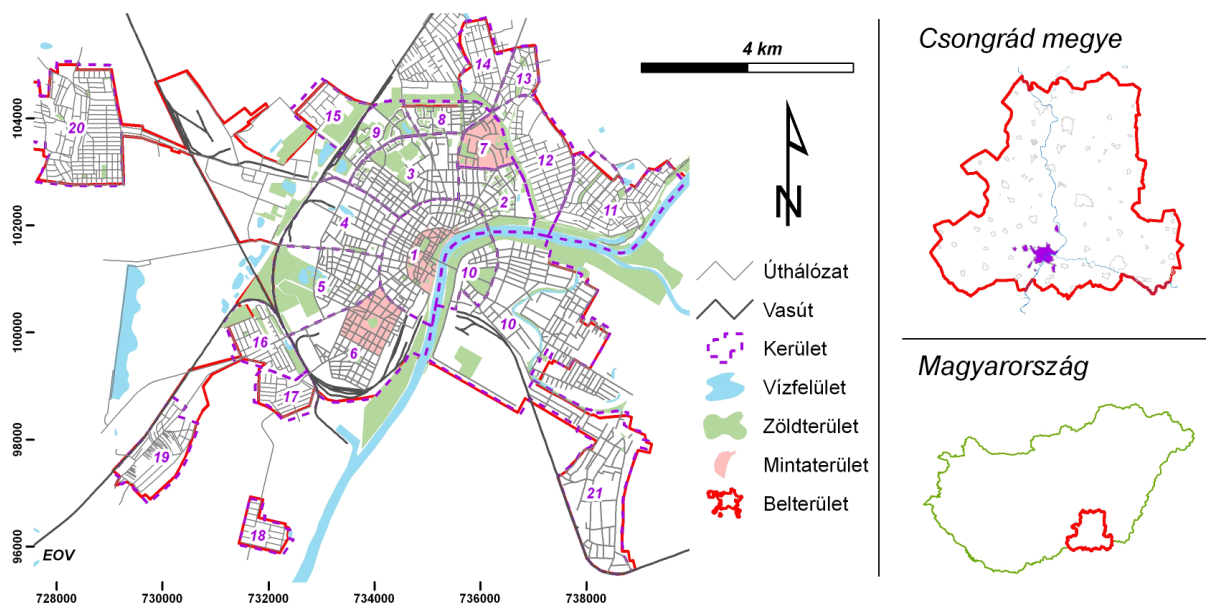 4 km
N
Csongrád megye
Magyarország
Úthálózat
Vasút
Kerület
Vízfelület
Zöldterület
Mintaterület
Belterület
14
13
15
20
9
8
7
12
3
2
11
4
1
10
5
10
16
6
17
19
21
18
104000
102000
100000
98000
96000
EOV
728000 730000 732000 734000 736000 738000